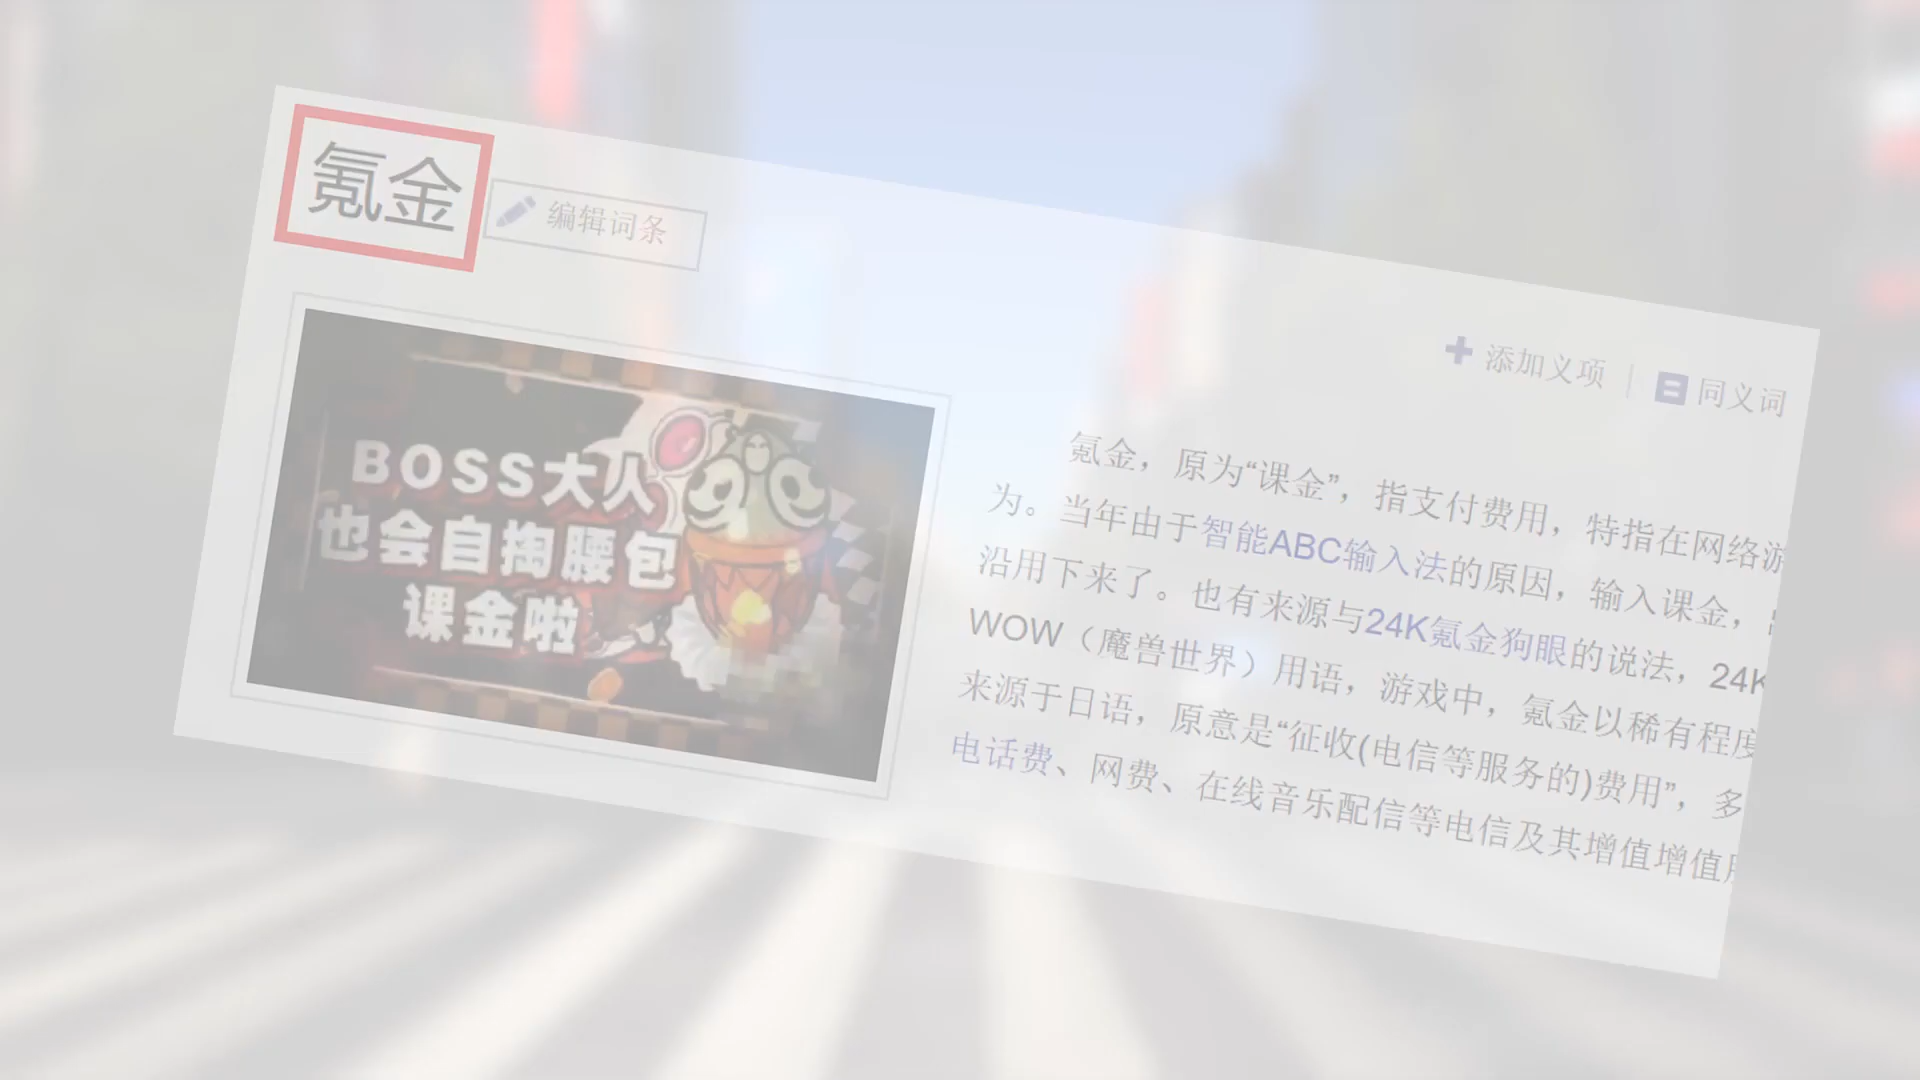 氪金
编辑词条
添加义项
同义词
BOSS大人
也会自掏腰包
课金啦
氪金，原为“课金”，指支付费用，特指在网络游
为。当年由于智能ABC输入法的原因，输入课金，
沿用下来了。也有来源与24K氪金狗眼的说法，24K
WOW（魔兽世界）用语，游戏中，氪金以稀有程度
来源于日语，原意是“征收(电信等服务的)费用”，多
电话费、网费、在线音乐配信等电信及其增值增值